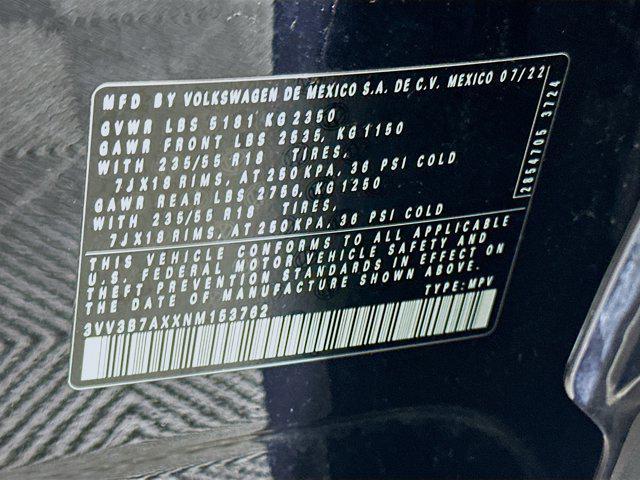 MFD BY VOLKSWAGEN DE MEXICO S.A. DE C.V. MEXICO 07/22
GVWR LBS 5181 KG 2350
GAWR FRONT LBS 2535, KG 1150
WITH 235/55 R18 TIRES,
7JX18 RIMS, AT 250 KPA, 36 PSI COLD
GAWR REAR LBS 2756, KG 1250
WITH 235/55 R18 TIRES,
7JX18 RIMS, AT 250 KPA, 36 PSI COLD
2854705 3724
THIS VEHICLE CONFORMS TO ALL APPLICABLE
U.S. FEDERAL MOTOR VEHICLE SAFETY AND
THEFT PREVENTION STANDARDS IN EFFECT ON
THE DATE OF MANUFACTURE SHOWN ABOVE.
3VV3B7AXXNM153762 TYPE: MPV